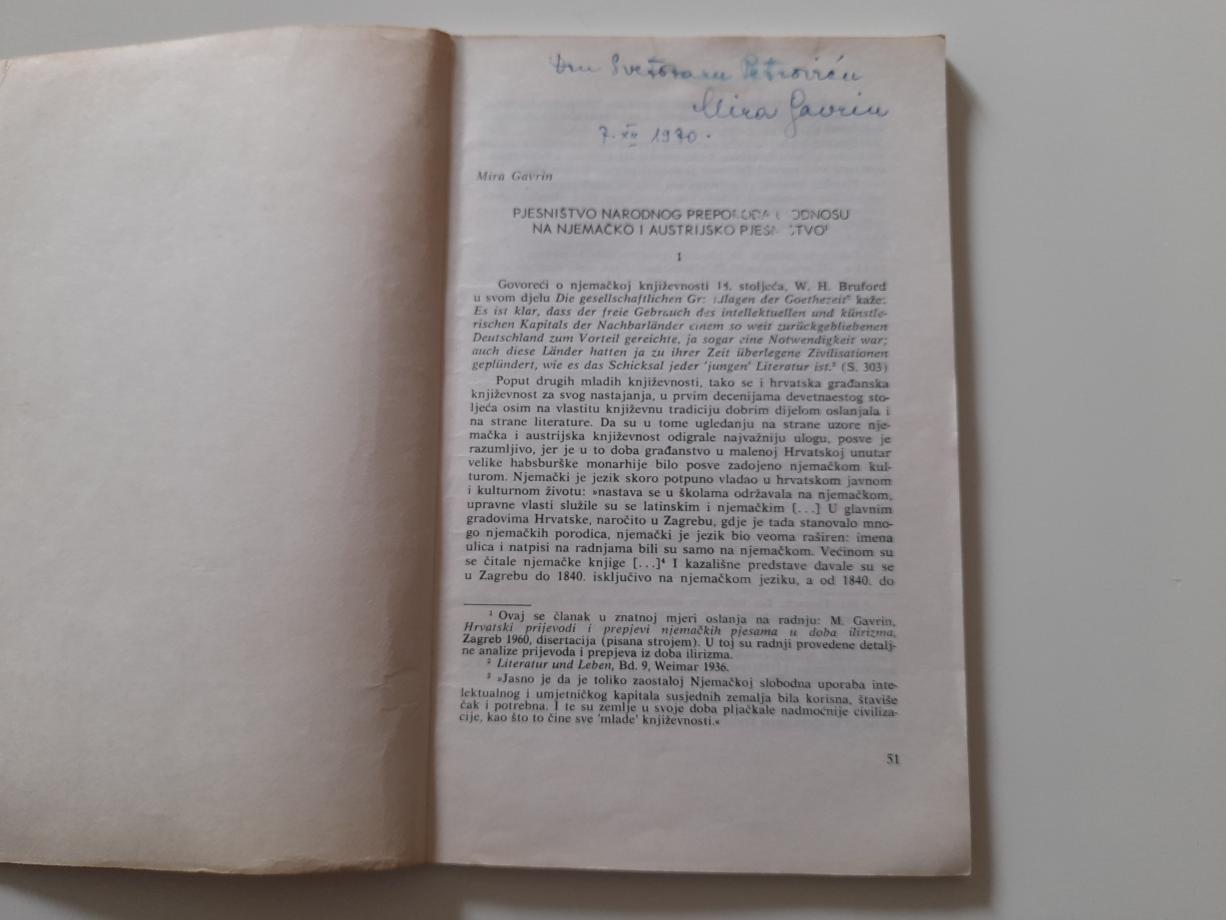 Dru Svetozaru Petroviću
Mira Gavrin
7. XII 1970.
Mira Gavrin
PJESNIŠTVO NARODNOG PREPORODA U ODNOSU
NA NJEMAČKO I AUSTRIJSKO PJESNIŠTVO¹
1
Govoreći o njemačkoj književnosti 18. stoljeća, W. H. Bruford
u svom djelu Die gesellschaftlichen Grundlagen der Goethezeit² kaže:
Es ist klar, dass der freie Gebrauch des intellektuellen und künstle-
rischen Kapitals der Nachbarländer einem so weit zurückgebliebenen
Deutschland zum Vorteil gereichte, ja sogar eine Notwendigkeit war;
auch diese Länder hatten ja zu ihrer Zeit überlegene Zivilisationen
geplündert, wie es das Schicksal jeder 'jungen' Literatur ist.³ (S. 303)
Poput drugih mladih književnosti, tako se i hrvatska građanska
književnost za svog nastajanja, u prvim decenijama devetnaestog sto-
ljeća osim na vlastitu književnu tradiciju dobrim dijelom oslanjala i
na strane literature. Da su u tome ugledanju na strane uzore nje-
mačka i austrijska književnost odigrale najvažniju ulogu, posve je
razumljivo, jer je u to doba građanstvo u malenoj Hrvatskoj unutar
velike habsburške monarhije bilo posve zadojeno njemačkom kul-
turom. Njemački je jezik skoro potpuno vladao u hrvatskom javnom
i kulturnom životu: »nastava se u školama održavala na njemačkom,
upravne vlasti služile su se latinskim i njemačkim [...] U glavnim
gradovima Hrvatske, naročito u Zagrebu, gdje je tada stanovalo mno-
go njemačkih porodica, njemački je jezik bio veoma raširen: imena
ulica i natpisi na radnjama bili su samo na njemačkom. Većinom su
se čitale njemačke knjige [...]⁴ I kazališne predstave davale su se
u Zagrebu do 1840. isključivo na njemačkom jeziku, a od 1840. do
¹ Ovaj se članak u znatnoj mjeri oslanja na radnju: M. Gavrin,
Hrvatski prijevodi i prepjevi njemačkih pjesama u doba ilirizma,
Zagreb 1960, disertacija (pisana strojem). U toj su radnji provedene detalj-
ne analize prijevoda i prepjeva iz doba ilirizma.
² Literatur und Leben, Bd. 9, Weimar 1936.
³ »Jasno je da je toliko zaostaloj Njemačkoj slobodna uporaba inte-
lektualnog i umjetničkog kapitala susjednih zemalja bila korisna, štaviše
čak i potrebna. I te su zemlje u svoje doba pljačkale nadmoćnije civiliza-
cije, kao što to čine sve 'mlade' književnosti.«
51